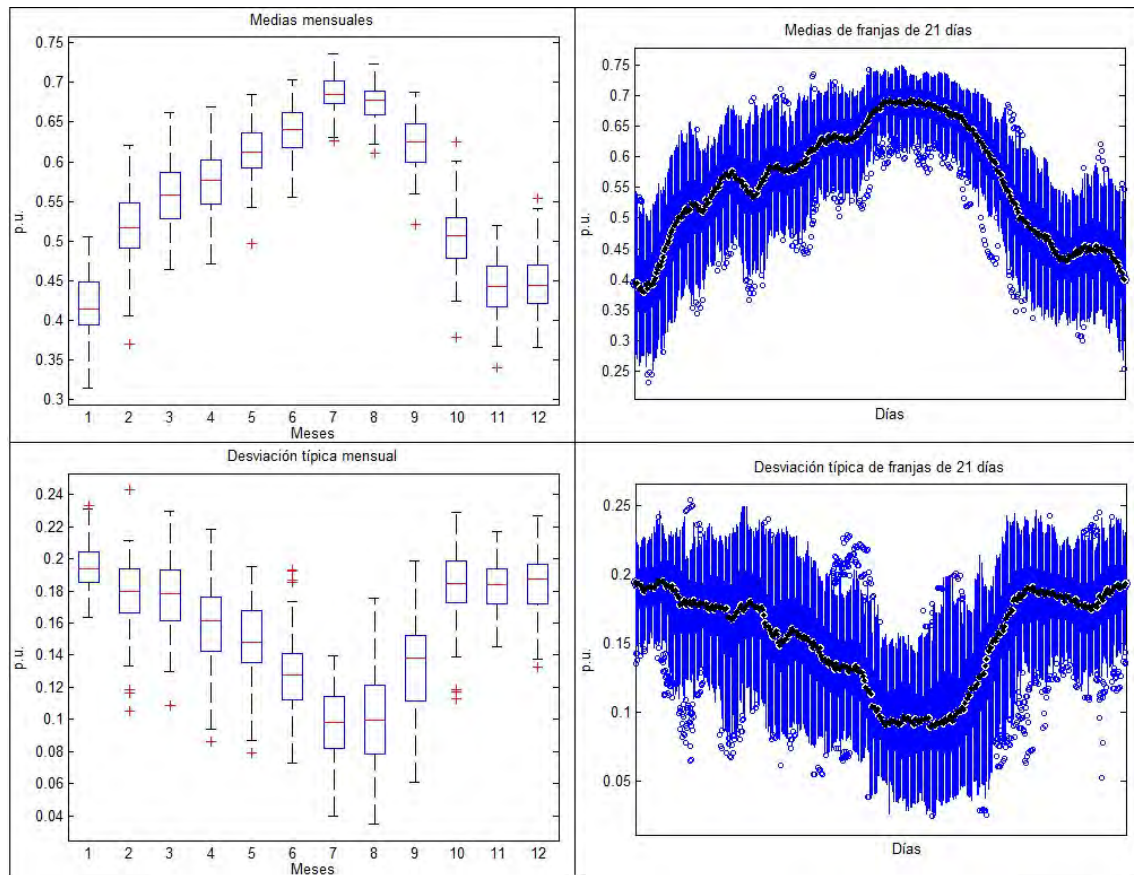 Medias mensuales
0.75
0.7
0.65
0.6
0.55
0.5
0.45
0.4
0.35
0.3
p.u.
1 2 3 4 5 6 7 8 9 10 11 12
Meses
Medias de franjas de 21 días
0.75
0.7
0.65
0.6
0.55
0.5
0.45
0.4
0.35
0.3
0.25
p.u.
Días
Desviación típica mensual
0.24
0.22
0.2
0.18
0.16
0.14
0.12
0.1
0.08
0.06
0.04
p.u.
1 2 3 4 5 6 7 8 9 10 11 12
Meses
Desviación típica de franjas de 21 días
0.25
0.2
0.15
0.1
0.05
p.u.
Días